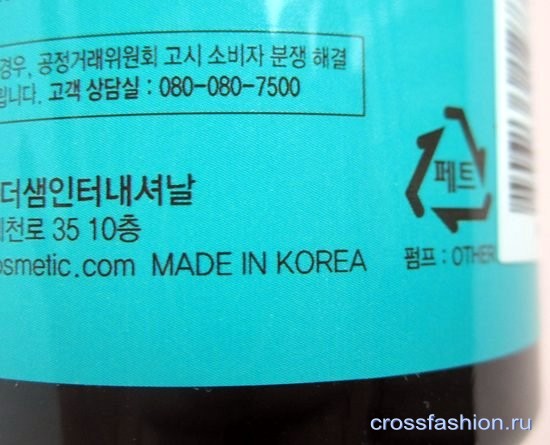 경우, 공정거래위원회 고시 소비자 분쟁 해결
니다. 고객 상담실 : 080-080-7500
페트
더샘인터내셔날
천로 35 10층
osmetic.com MADE IN KOREA
펌프 : OTHER
crossfashion.ru